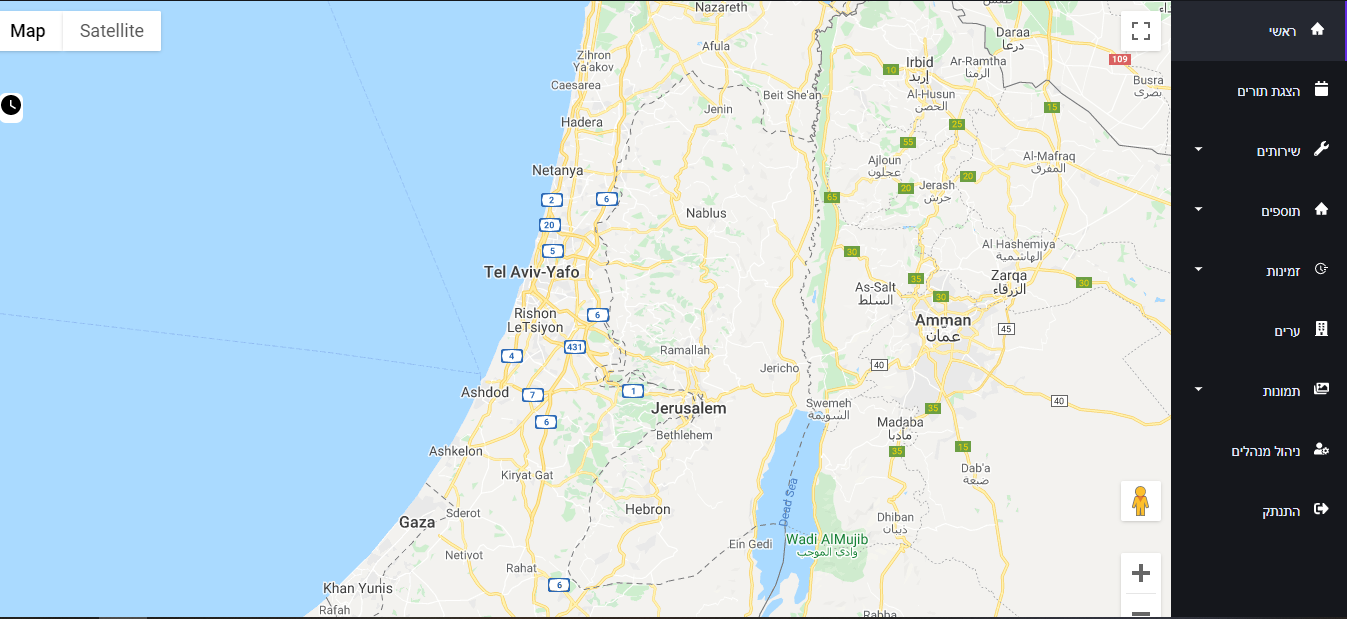 Map
Satellite
Nazareth
Afula
Zihron
Ya'akov
Caesarea
Beit She'an
Jenin
Hadera
Netanya
2
6
20
5
Nablus
Tel Aviv-Yafo
Rishon
LeTsiyon
6
431
4
Ramallah
Jericho
Ashdod
7
1
6
Jerusalem
Bethlehem
Ashkelon
Kiryat Gat
Hebron
Gaza
Sderot
Netivot
Rahat
Ein Gedi
Dead Sea
Khan Yunis
Rafah
6
Daraa
درعا
109
Irbid
إربد
10
Ar-Ramtha
الرمثا
Busra
بصرى
Al-Husun
الحصن
15
25
55
Ajloun
عجلون
Al-Mafraq
المفرق
20
20
Jerash
جرش
65
Al Hashemiya
الهاشمية
30
Zarqa
الزرقاء
35
30
As-Salt
السلط
30
Amman
عمّان
45
40
40
Swemeh
السويمة
35
Madaba
مأدبا
35
15
Dab'a
ضبعة
Dhiban
ذيبان
Wadi AlMujib
وادي الموجب
Rabba
ראשי
הצגת תורים
שירותים
תוספים
זמינות
ערים
תמונות
ניהול מנהלים
התנתק